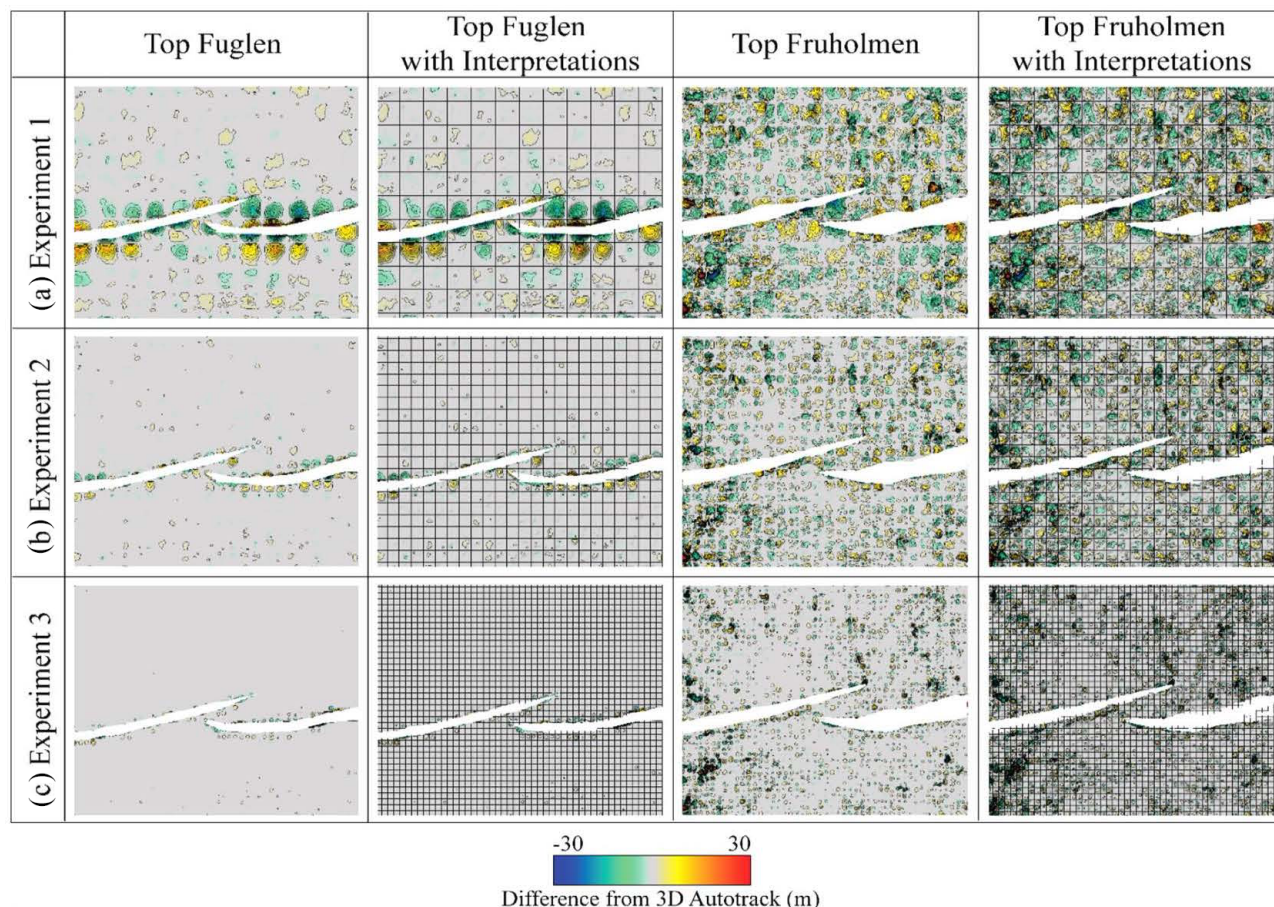 Top Fuglen
Top Fuglen
with Interpretations
Top Fruholmen
Top Fruholmen
with Interpretations
(a) Experiment 1
(b) Experiment 2
(c) Experiment 3
-30
30
Difference from 3D Autotrack (m)